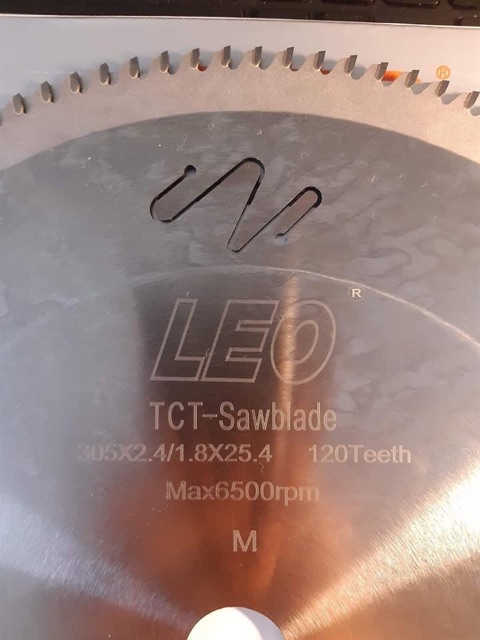 ®
LEO ®
TCT-Sawblade
305X2.4/1.8X25.4 120Teeth
Max6500rpm
M